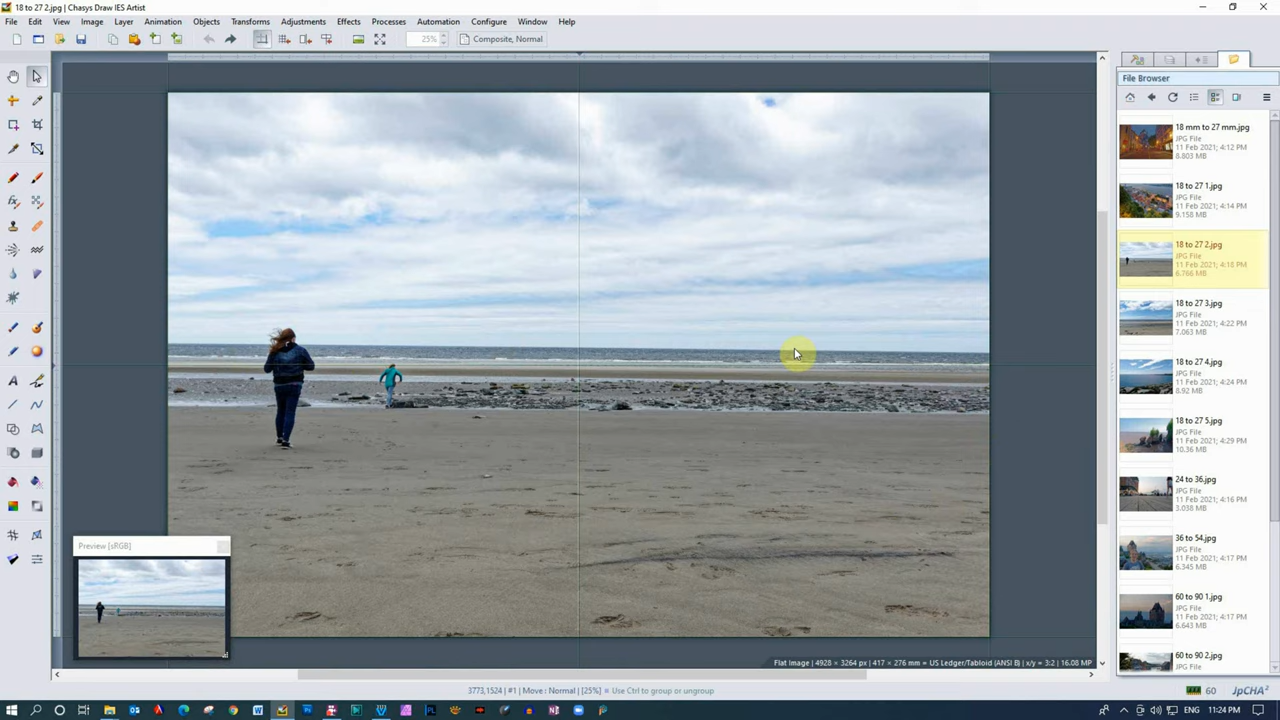 18 to 27 2.jpg | Chasys Draw IES Artist
File Edit View Image Layer Animation Objects Transforms Adjustments Effects Processes Automation Configure Window Help
25% Composite, Normal
File Browser
18 mm to 27 mm.jpg
JPG File
11 Feb 2021; 4:12 PM
8.803 MB
18 to 27 1.jpg
JPG File
11 Feb 2021; 4:14 PM
9.158 MB
18 to 27 2.jpg
JPG File
11 Feb 2021; 4:18 PM
6.766 MB
18 to 27 3.jpg
JPG File
11 Feb 2021; 4:22 PM
7.063 MB
18 to 27 4.jpg
JPG File
11 Feb 2021; 4:24 PM
8.92 MB
18 to 27 5.jpg
JPG File
11 Feb 2021; 4:29 PM
10.36 MB
24 to 36.jpg
JPG File
11 Feb 2021; 4:16 PM
3.038 MB
36 to 54.jpg
JPG File
11 Feb 2021; 4:17 PM
6.345 MB
60 to 90 1.jpg
JPG File
11 Feb 2021; 4:17 PM
6.643 MB
60 to 90 2.jpg
JPG File
Preview [sRGB]
Flat Image | 4928 × 3264 px | 417 × 276 mm = US Ledger/Tabloid (ANSI B) | x/y = 3:2 | 16.08 MP
3773,1524 | #1 | Move : Normal | [25%] Use Ctrl to group or ungroup
60 JpCHA²
11:24 PM